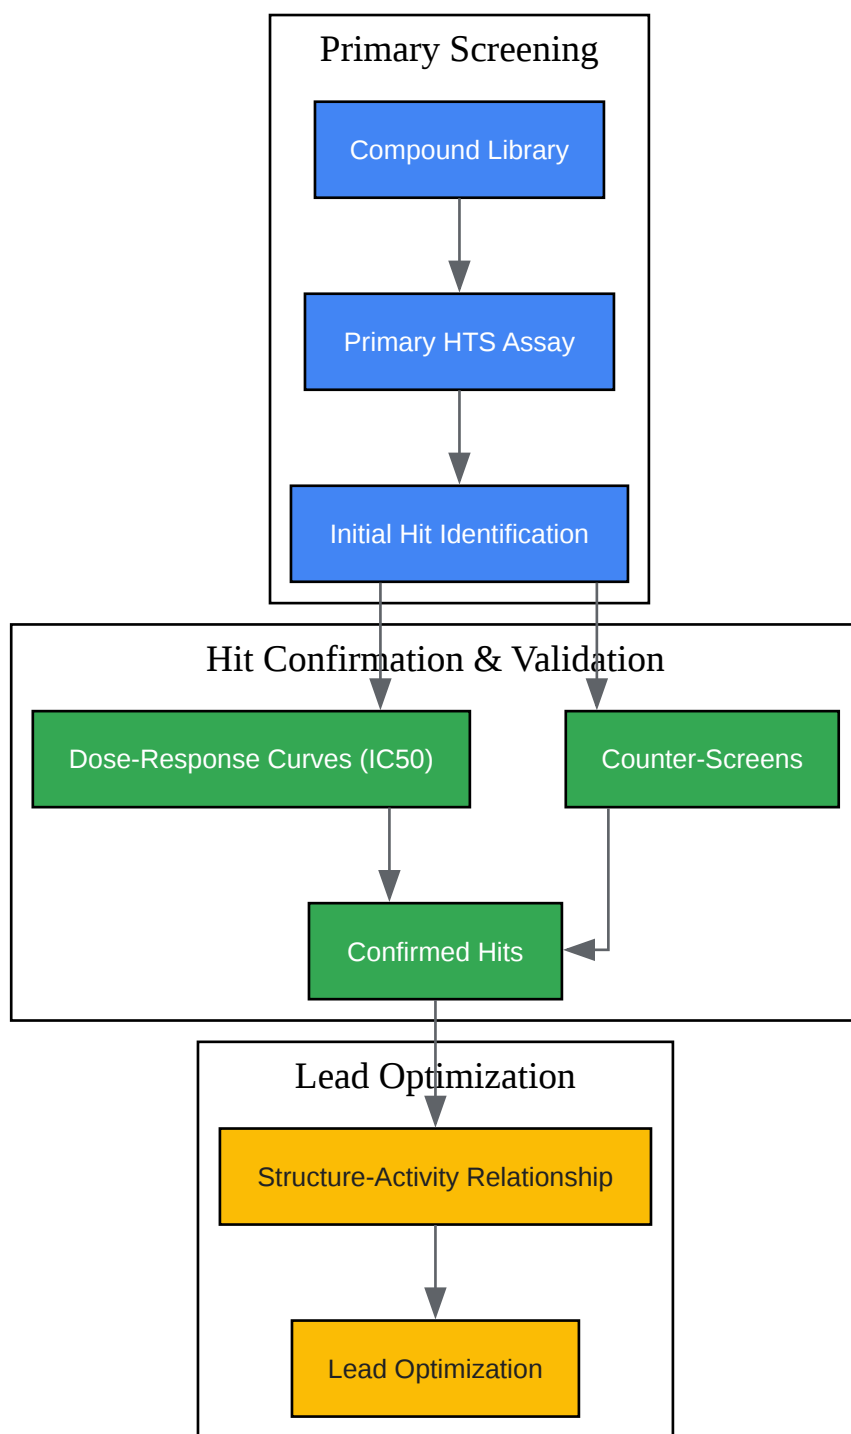 Primary Screening
Compound Library
Primary HTS Assay
Initial Hit Identification
Hit Confirmation & Validation
Dose-Response Curves (IC50)
Counter-Screens
Confirmed Hits
Lead Optimization
Structure-Activity Relationship
Lead Optimization